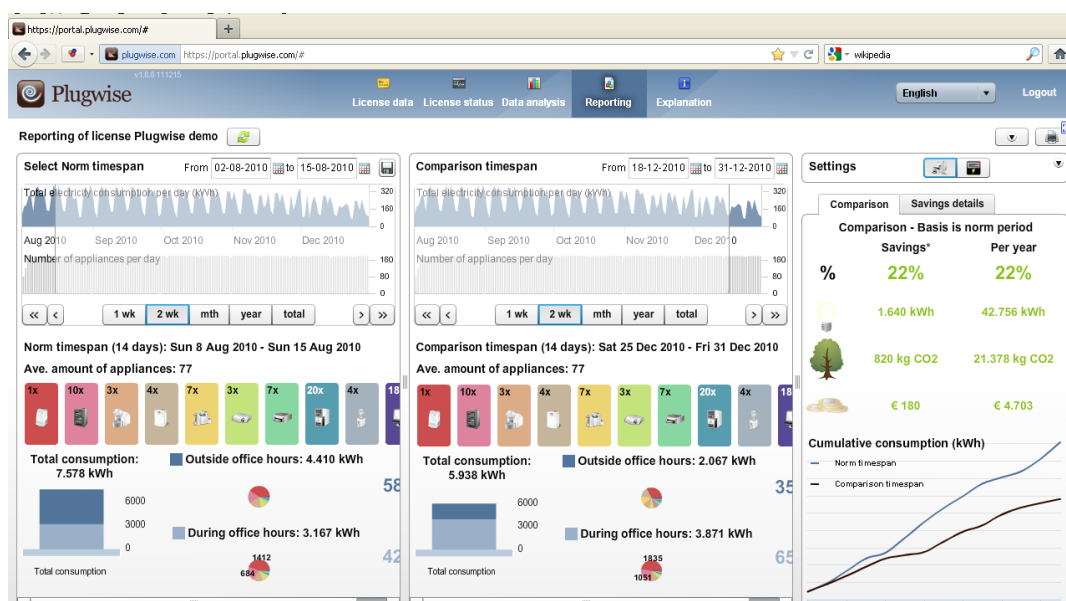 https://portal.plugwise.com/#
plugwise.com https://portal.plugwise.com/#
wikipedia
v1.6.6 111215
Plugwise
License data License status Data analysis Reporting Explanation
English
Logout
Reporting of license Plugwise demo
Select Norm timespan From 02-08-2010 to 15-08-2010
Total electricity consumption per day (kWh)
320
160
0
Aug 2010 Sep 2010 Oct 2010 Nov 2010 Dec 2010
Number of appliances per day
160
80
0
1 wk 2 wk mth year total
Norm timespan (14 days): Sun 8 Aug 2010 - Sun 15 Aug 2010
Ave. amount of appliances: 77
1x 10x 3x 4x 7x 3x 7x 20x 4x 18
Total consumption:
7.578 kWh
Outside office hours: 4.410 kWh
58
6000
3000
0
During office hours: 3.167 kWh
42
1412
684
Total consumption
Comparison timespan From 18-12-2010 to 31-12-2010
Total electricity consumption per day (kWh)
320
160
0
Aug 2010 Sep 2010 Oct 2010 Nov 2010 Dec 2010
Number of appliances per day
160
80
0
1 wk 2 wk mth year total
Comparison timespan (14 days): Sat 25 Dec 2010 - Fri 31 Dec 2010
Ave. amount of appliances: 77
1x 10x 3x 4x 7x 3x 7x 20x 4x 18
Total consumption:
5.938 kWh
Outside office hours: 2.067 kWh
35
6000
3000
0
During office hours: 3.871 kWh
65
1835
1051
Total consumption
Settings
Comparison Savings details
Comparison - Basis is norm period
Savings* Per year
% 22% 22%
1.640 kWh 42.756 kWh
820 kg CO2 21.378 kg CO2
€ 180 € 4.703
Cumulative consumption (kWh)
Norm timespan
Comparison timespan